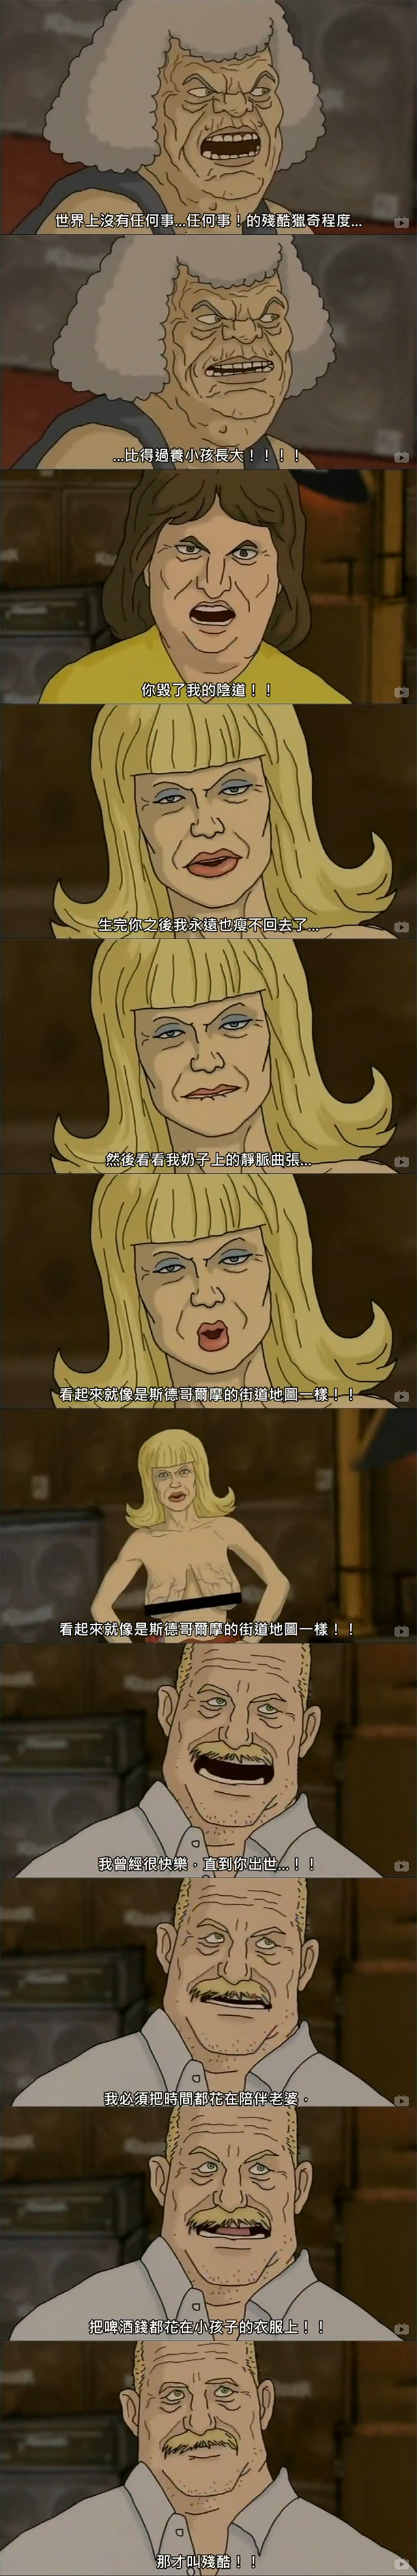 世界上沒有任何事...任何事！的殘酷獵奇程度...
...比得過養小孩長大！！！！
你毀了我的陰道！！
生完你之後我永遠也瘦不回去了...
然後看看我奶子上的靜脈曲張...
看起來就像是斯德哥爾摩的街道地圖一樣！！
看起來就像是斯德哥爾摩的街道地圖一樣！！
我曾經很快樂，直到你出世...！！
我必須把時間都花在陪伴老婆，
把啤酒錢都花在小孩子的衣服上！！
那才叫殘酷！！